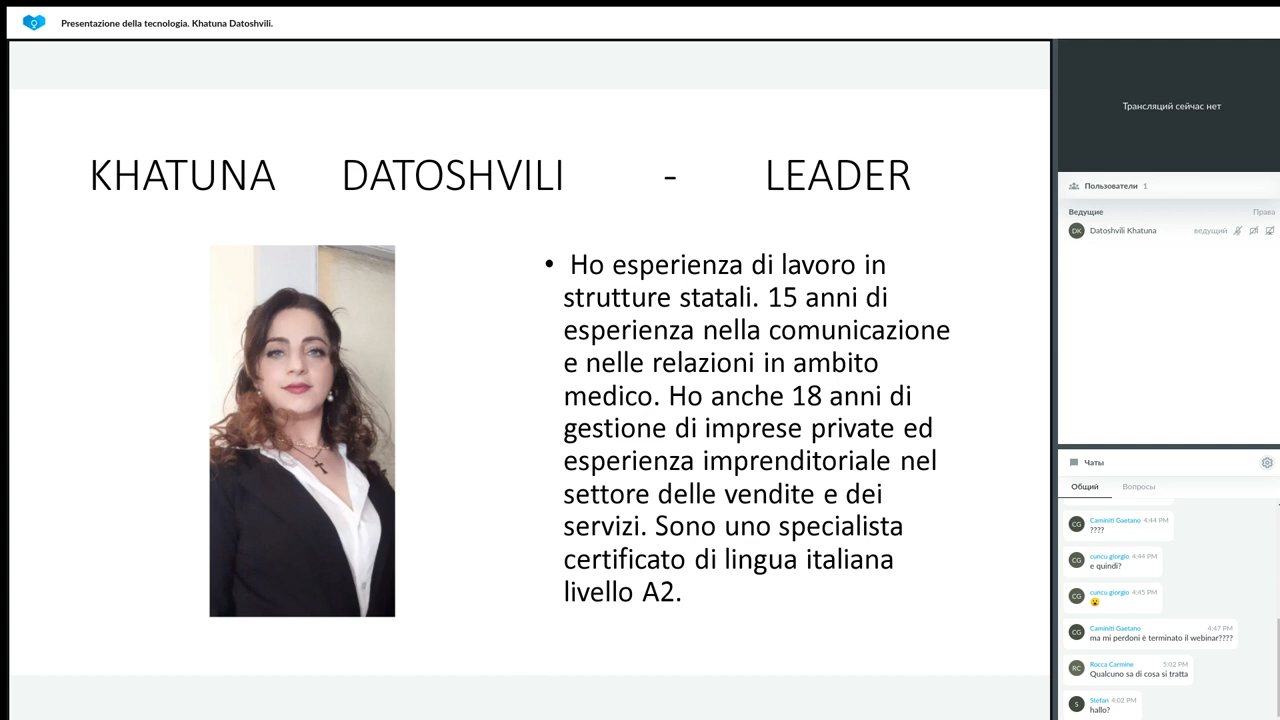 Presentazione della tecnologia. Khatuna Datoshvili.
KHATUNA DATOSHVILI - LEADER
• Ho esperienza di lavoro in
strutture statali. 15 anni di
esperienza nella comunicazione
e nelle relazioni in ambito
medico. Ho anche 18 anni di
gestione di imprese private ed
esperienza imprenditoriale nel
settore delle vendite e dei
servizi. Sono uno specialista
certificato di lingua italiana
livello A2.
Трансляций сейчас нет
Пользователи 1
Ведущие Права
DK Datoshvili Khatuna ведущий
Чаты
Общий Вопросы
CG Caminiti Gaetano 4:44 PM
????
CG cuncu giorgio 4:44 PM
e quindi?
CG cuncu giorgio 4:45 PM
😮
CG Caminiti Gaetano 4:47 PM
ma mi perdoni è terminato il webinar????
RC Rocca Carmine 5:02 PM
Qualcuno sa di cosa si tratta
S Stefan 4:02 PM
hallo?